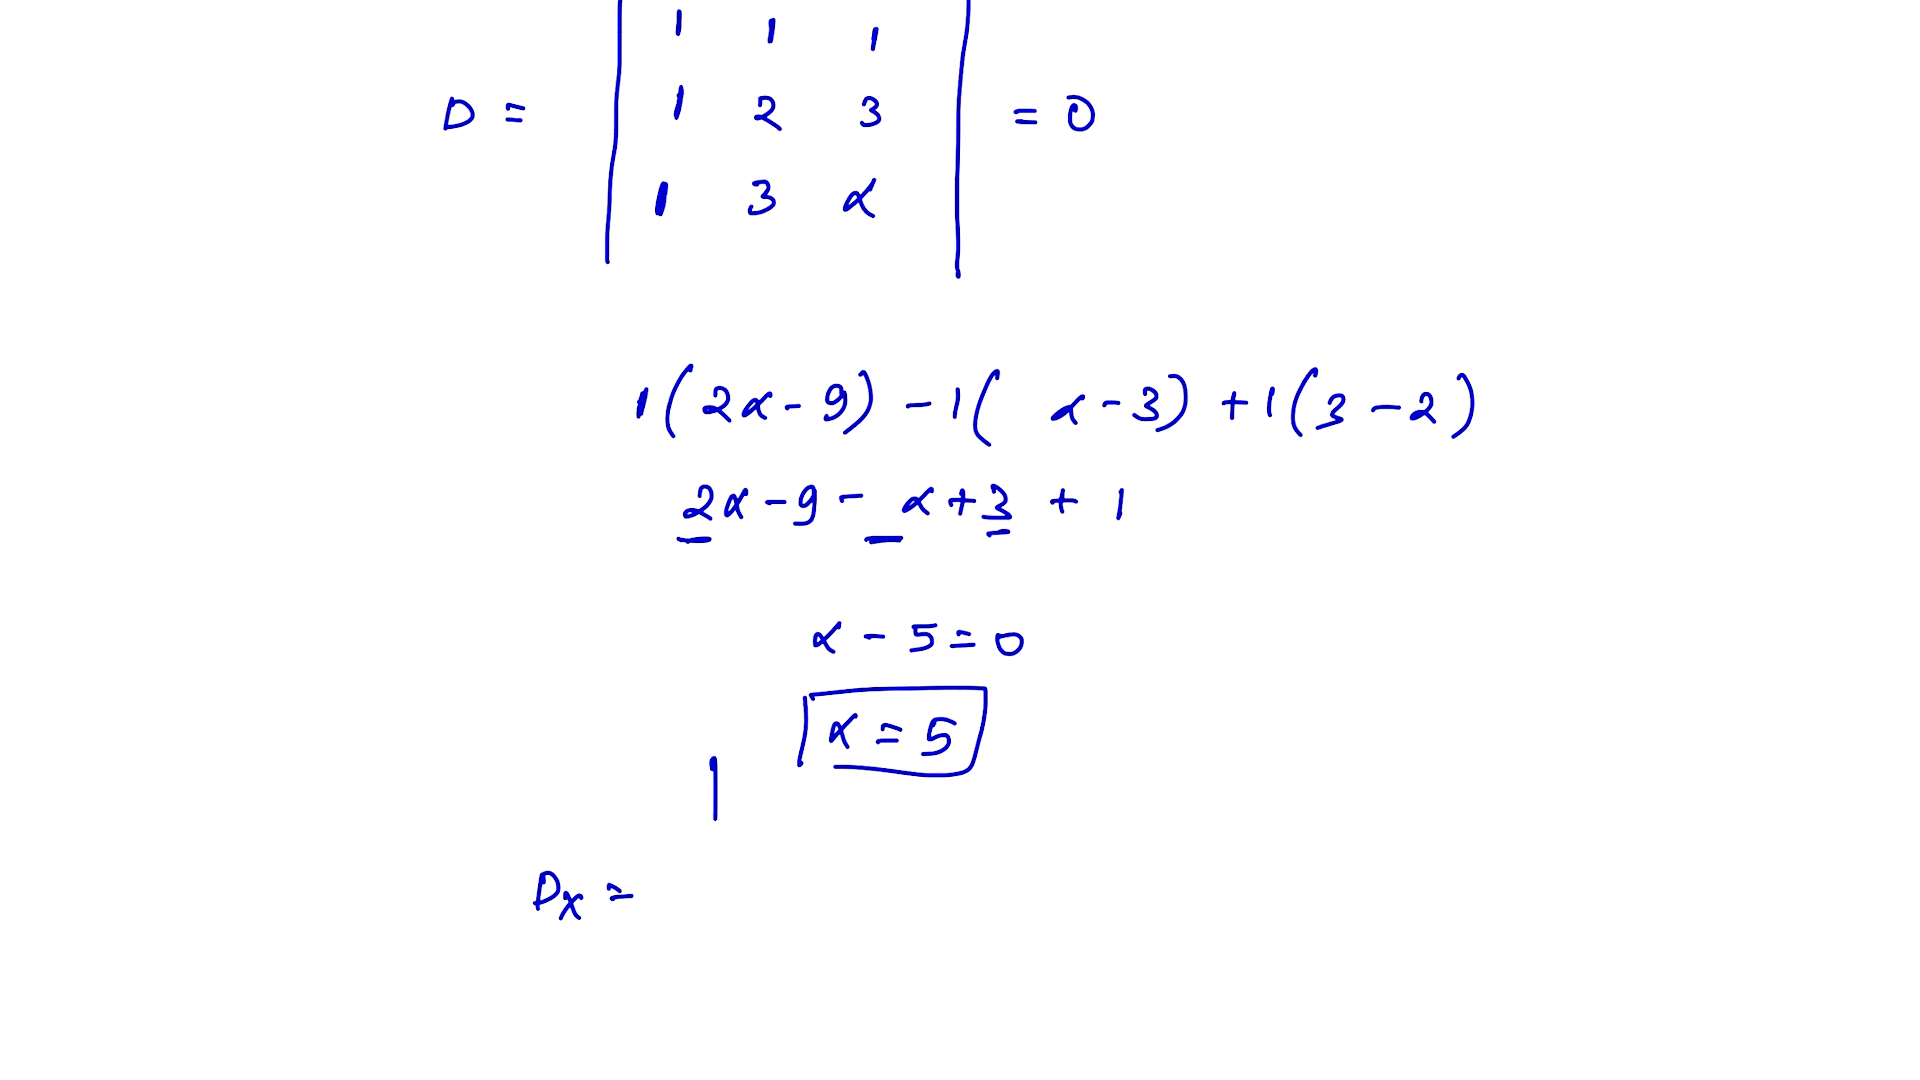 1 1 1
D = 1 2 3 = 0
1 3 α
1(2α-9) -1( α-3) +1(3-2)
2α-9- α+3 + 1
α - 5 = 0
α = 5
Dx =